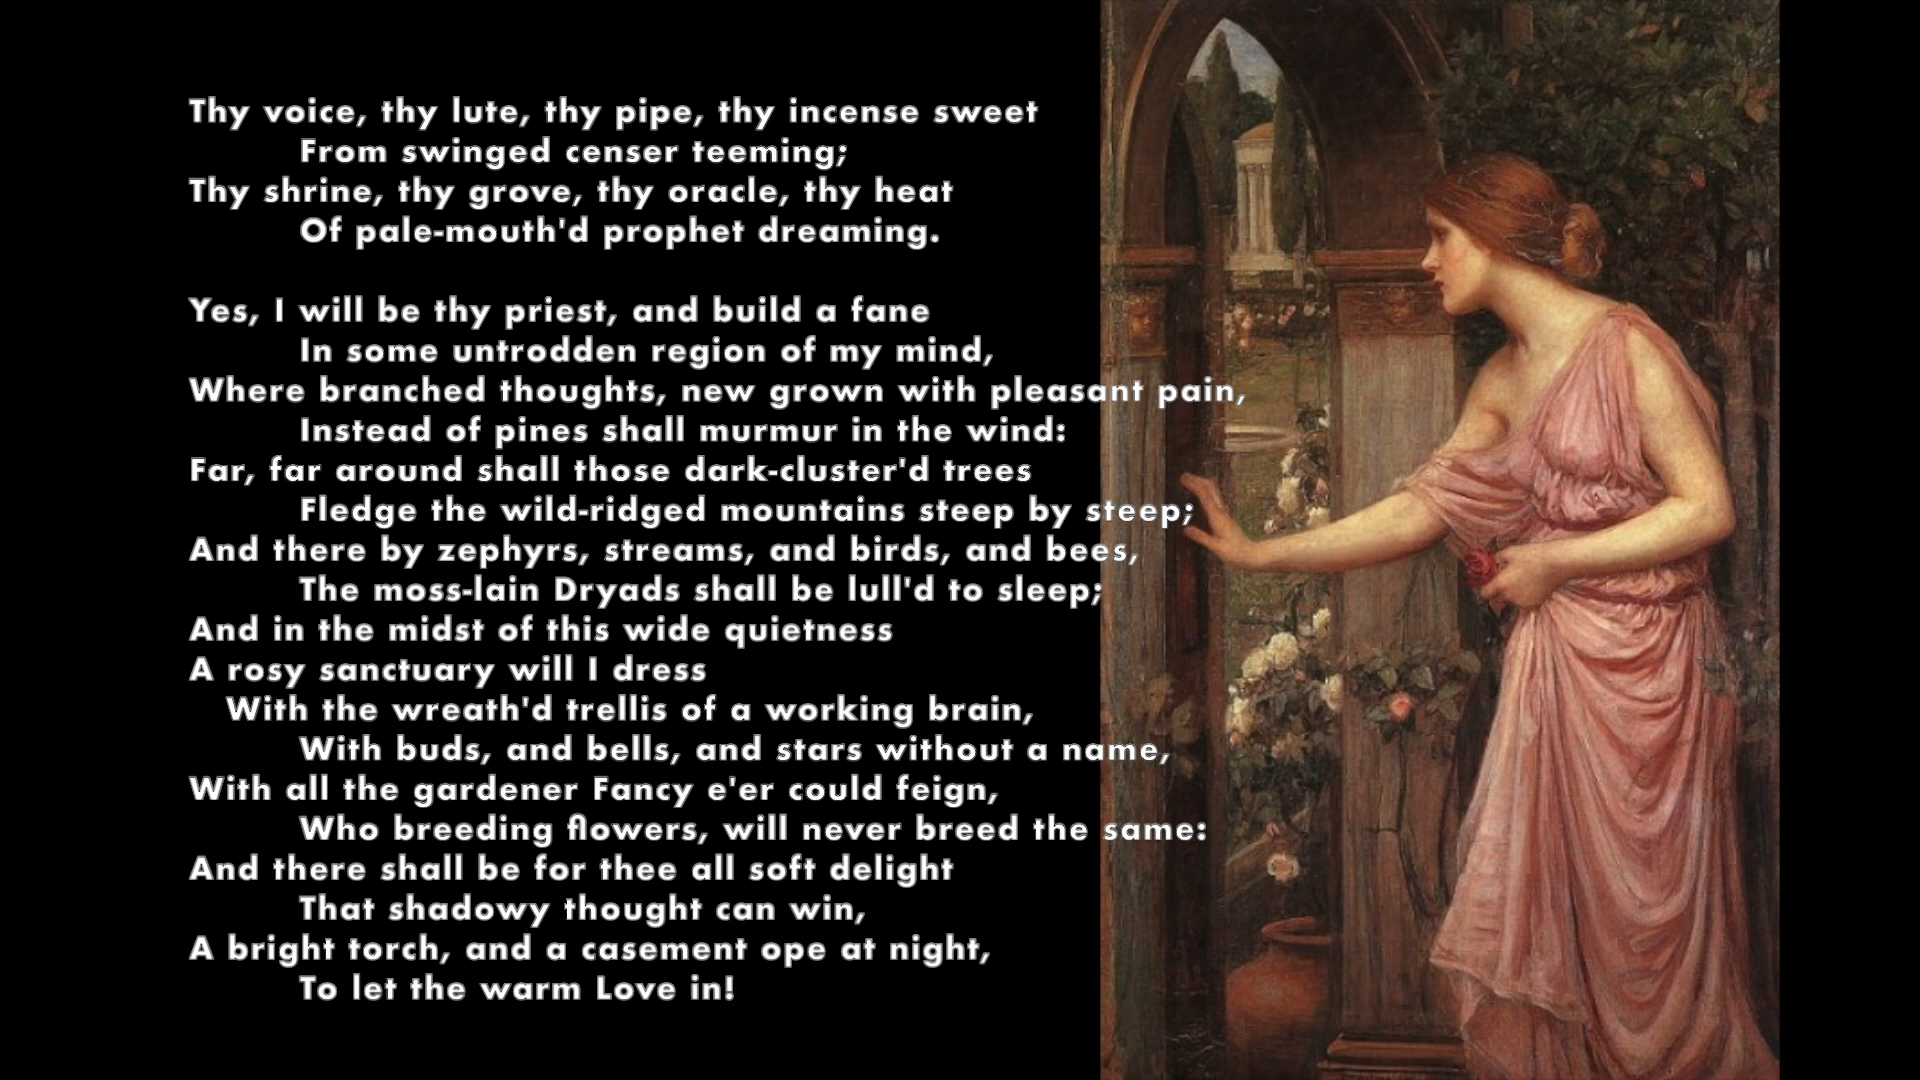 Thy voice, thy lute, thy pipe, thy incense sweet
From swinged censer teeming;
Thy shrine, thy grove, thy oracle, thy heat
Of pale-mouth'd prophet dreaming.
Yes, I will be thy priest, and build a fane
In some untrodden region of my mind,
Where branched thoughts, new grown with pleasant pain,
Instead of pines shall murmur in the wind:
Far, far around shall those dark-cluster'd trees
Fledge the wild-ridged mountains steep by steep;
And there by zephyrs, streams, and birds, and bees,
The moss-lain Dryads shall be lull'd to sleep;
And in the midst of this wide quietness
A rosy sanctuary will I dress
With the wreath'd trellis of a working brain,
With buds, and bells, and stars without a name,
With all the gardener Fancy e'er could feign,
Who breeding flowers, will never breed the same:
And there shall be for thee all soft delight
That shadowy thought can win,
A bright torch, and a casement ope at night,
To let the warm Love in!